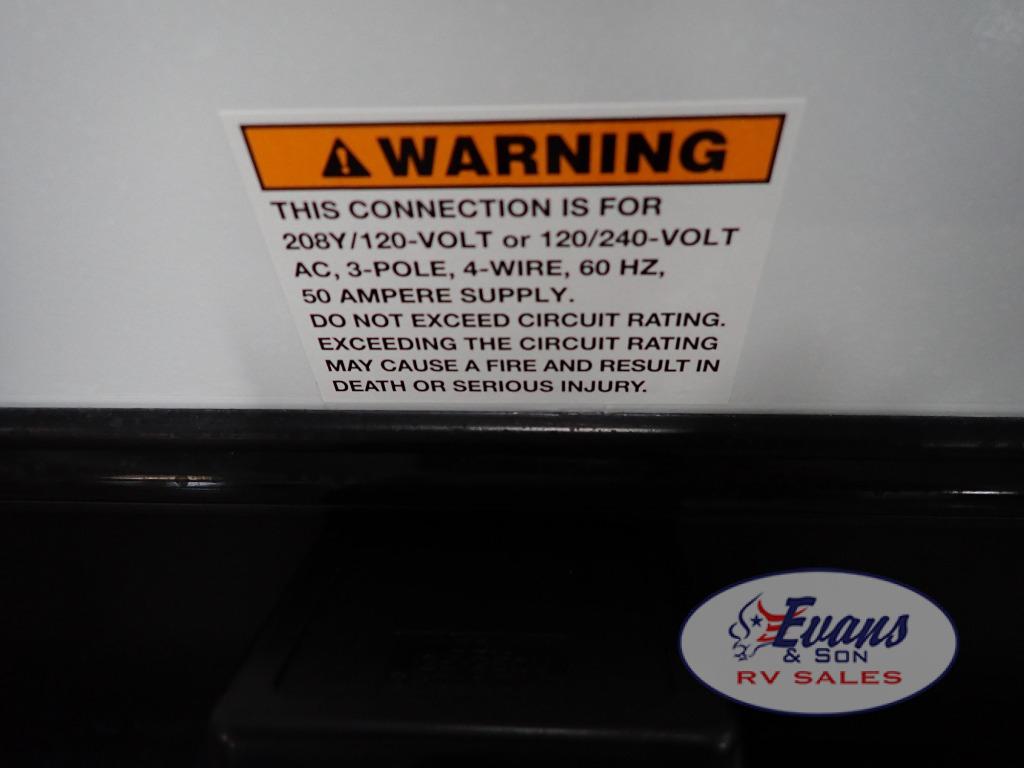 WARNING
THIS CONNECTION IS FOR
208Y/120-VOLT or 120/240-VOLT
AC, 3-POLE, 4-WIRE, 60 HZ,
50 AMPERE SUPPLY.
DO NOT EXCEED CIRCUIT RATING.
EXCEEDING THE CIRCUIT RATING
MAY CAUSE A FIRE AND RESULT IN
DEATH OR SERIOUS INJURY.
Evans
& SON
RV SALES